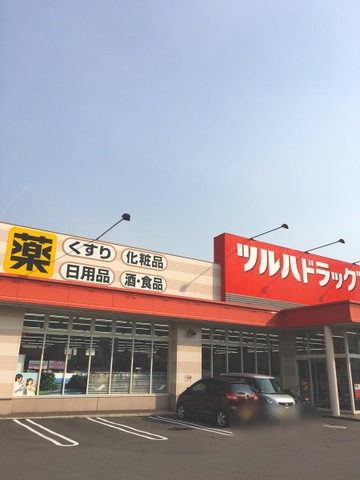 薬
くすり 化粧品
日用品 酒・食品
ツルハドラッグ